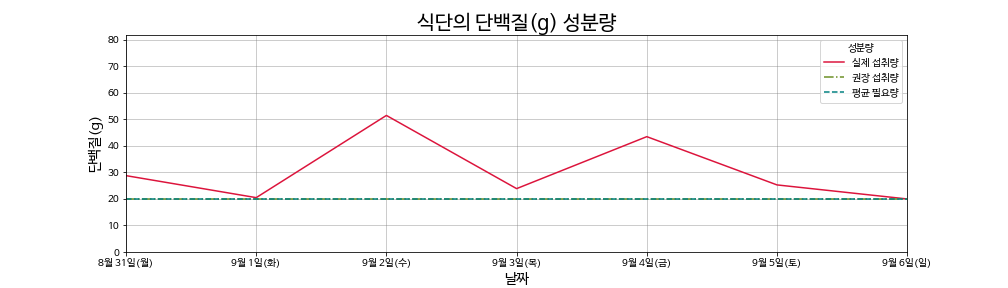 식단의 단백질(g) 성분량
성분량
실제 섭취량
권장 섭취량
평균 필요량
단백질(g)
80
70
60
50
40
30
20
10
0
8월 31일(월) 9월 1일(화) 9월 2일(수) 9월 3일(목) 9월 4일(금) 9월 5일(토) 9월 6일(일)
날짜